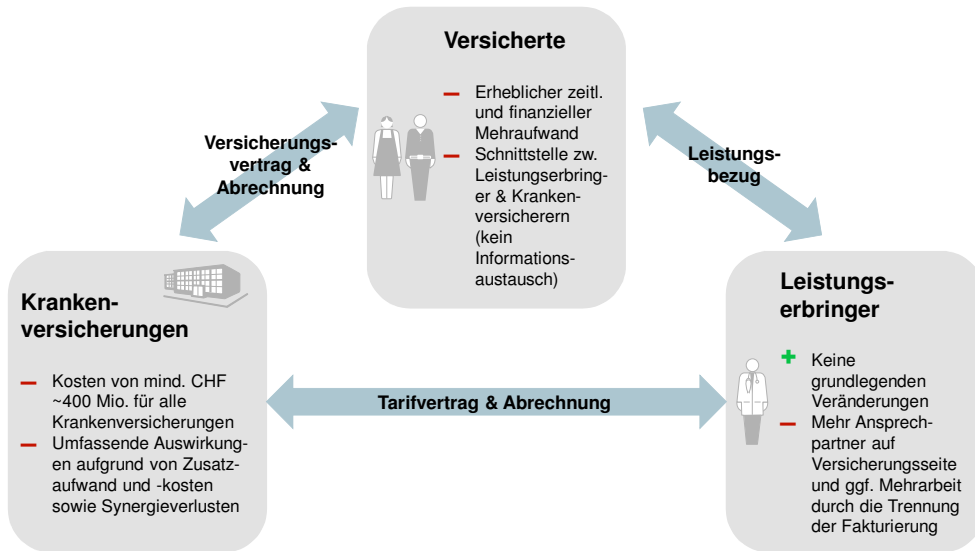 Versicherte
Erheblicher zeitl.
und finanzieller
Mehraufwand
Schnittstelle zw.
Leistungserbring-
er & Kranken-
versicherern
(kein
Informations-
austausch)
Versicherungs-
vertrag &
Abrechnung
Leistungs-
bezug
Kranken-
versicherungen
Kosten von mind. CHF
~400 Mio. für alle
Krankenversicherungen
Umfassende Auswirkung-
en aufgrund von Zusatz-
aufwand und -kosten
sowie Synergieverlusten
Tarifvertrag & Abrechnung
Leistungs-
erbringer
Keine
grundlegenden
Veränderungen
Mehr Ansprech-
partner auf
Versicherungsseite
und ggf. Mehrarbeit
durch die Trennung
der Fakturierung